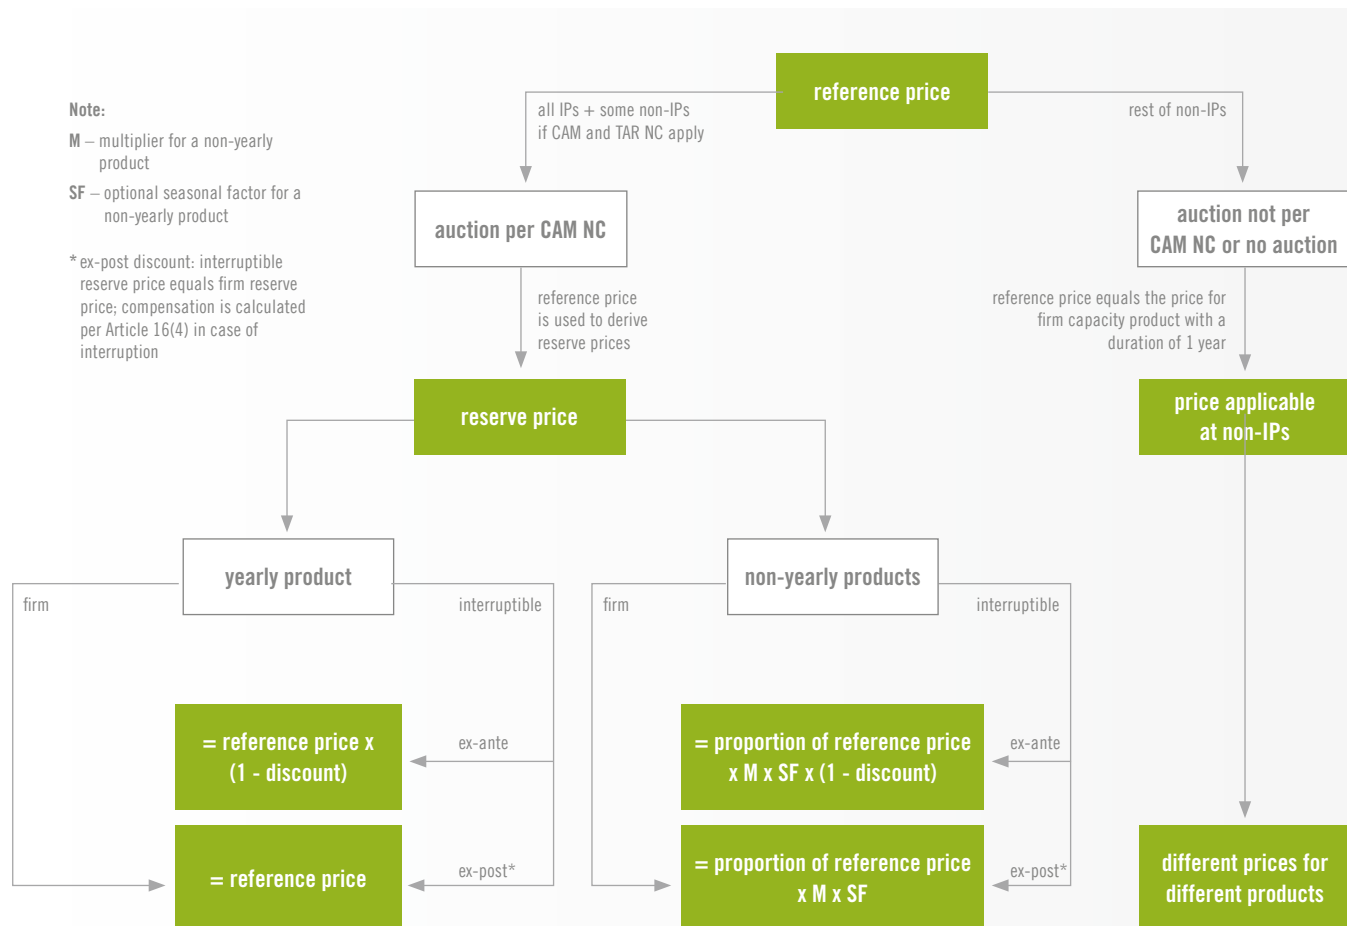 reference price
Note:
M – multiplier for a non-yearly
product
SF – optional seasonal factor for a
non-yearly product
* ex-post discount: interruptible
reserve price equals firm reserve
price; compensation is calculated
per Article 16(4) in case of
interruption
all IPs + some non-IPs
if CAM and TAR NC apply
rest of non-IPs
auction per CAM NC
auction not per
CAM NC or no auction
reference price
is used to derive
reserve prices
reference price equals the price for
firm capacity product with a
duration of 1 year
reserve price
price applicable
at non-IPs
yearly product
non-yearly products
firm
interruptible
firm
interruptible
= reference price x
(1 - discount)
ex-ante
= proportion of reference price
x M x SF x (1 - discount)
ex-ante
= reference price
ex-post*
= proportion of reference price
x M x SF
ex-post*
different prices for
different products